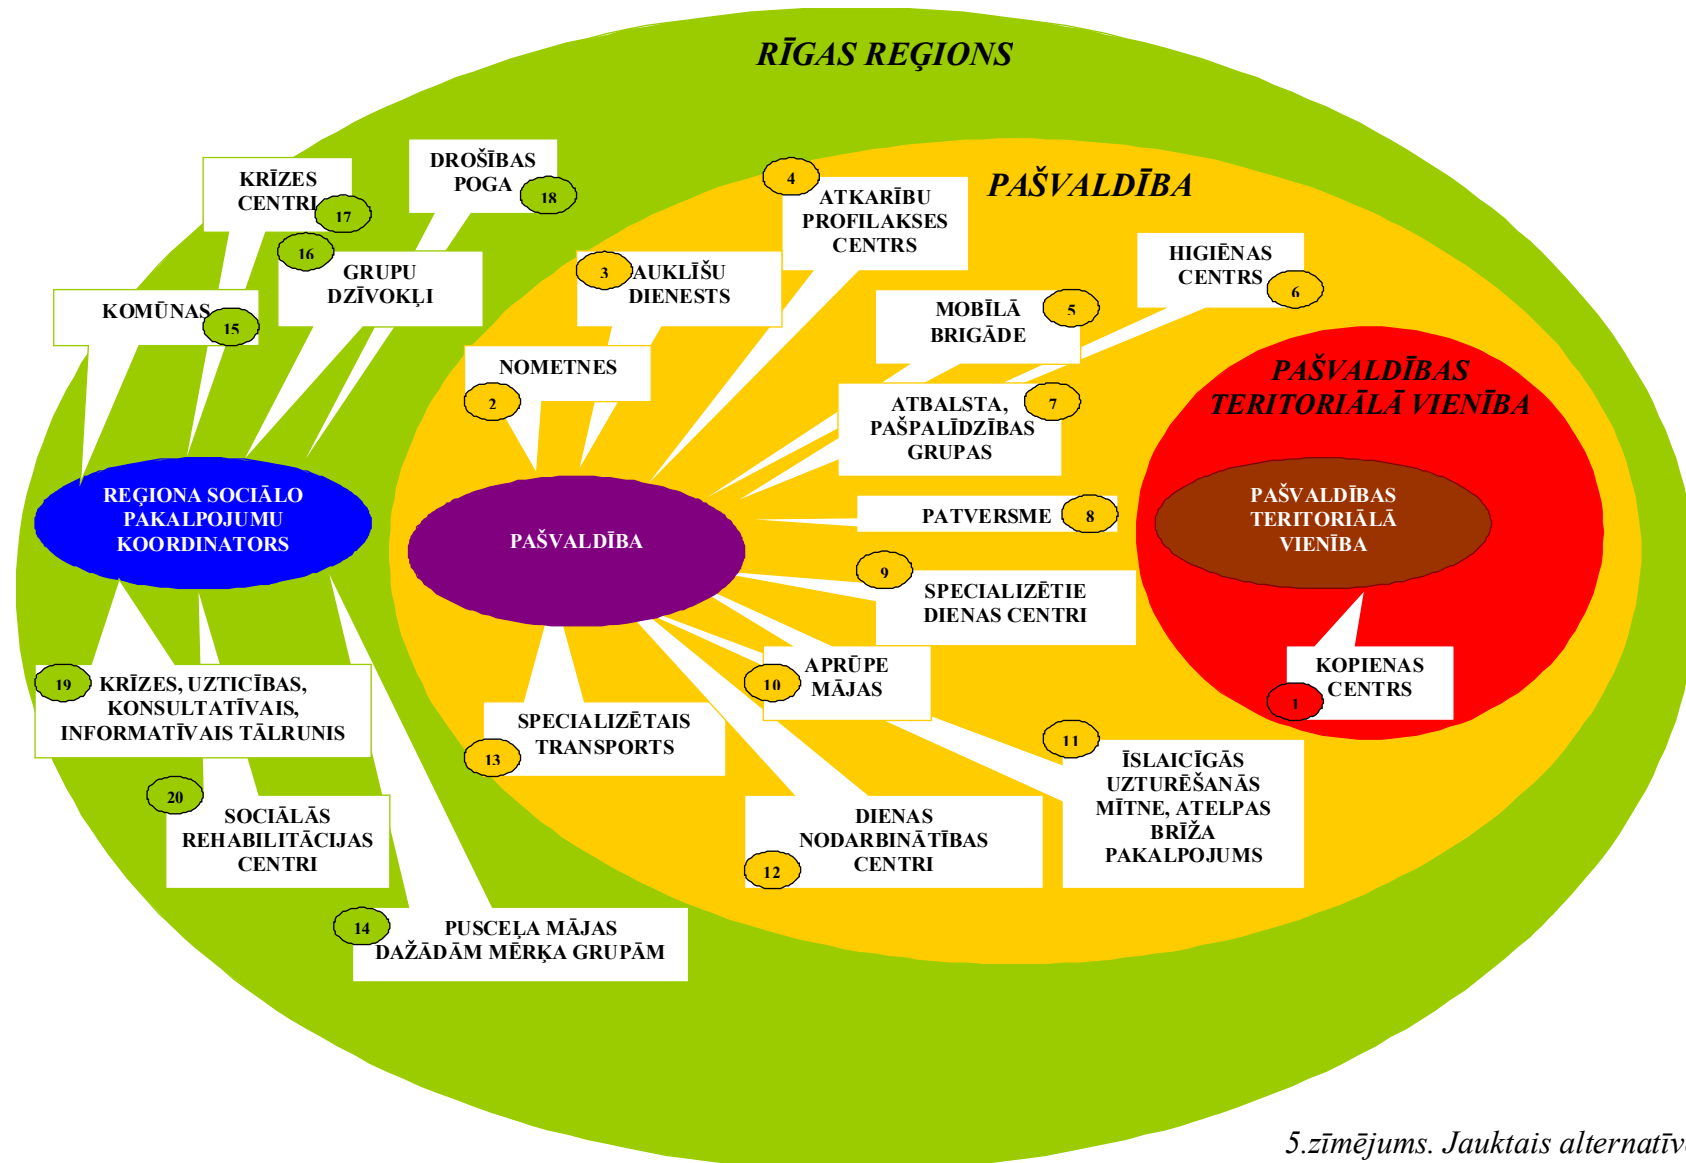 RĪGAS REĢIONS
DROŠĪBAS
POGA
18
KRĪZES
CENTRI
17
4
ATKARĪBU
PROFILAKSES
CENTRS
PAŠVALDĪBA
16
GRUPU
DZĪVOKĻI
3
AUKLĪŠU
DIENESTS
HIGIĒNAS
CENTRS
6
KOMŪNAS
15
MOBĪLĀ
BRIGĀDE
5
NOMETNES
2
PAŠVALDĪBAS
TERITORIĀLĀ VIENĪBA
ATBALSTA,
PAŠPALĪDZĪBAS
GRUPAS
7
REĢIONA SOCIĀLO
PAKALPOJUMU
KOORDINATORS
PAŠVALDĪBA
PATVERSME
8
PAŠVALDĪBAS
TERITORIĀLĀ
VIENĪBA
9
SPECIALIZĒTIE
DIENAS CENTRI
19
KRĪZES, UZTICĪBAS,
KONSULTATĪVAIS,
INFORMATĪVAIS TĀLRUNIS
APRŪPE
MĀJAS
10
KOPIENAS
CENTRS
1
SPECIALIZĒTAIS
TRANSPORTS
13
11
ĪSLAICĪGĀS
UZTURĒŠANĀS
MĪTNE, ATELPAS
BRĪŽA
PAKALPOJUMS
20
SOCIĀLĀS
REHABILITĀCIJAS
CENTRI
DIENAS
NODARBINĀTĪBAS
CENTRI
12
14
PUSCEĻA MĀJAS
DAŽĀDĀM MĒRĶA GRUPĀM
5.zīmējums. Jauktais